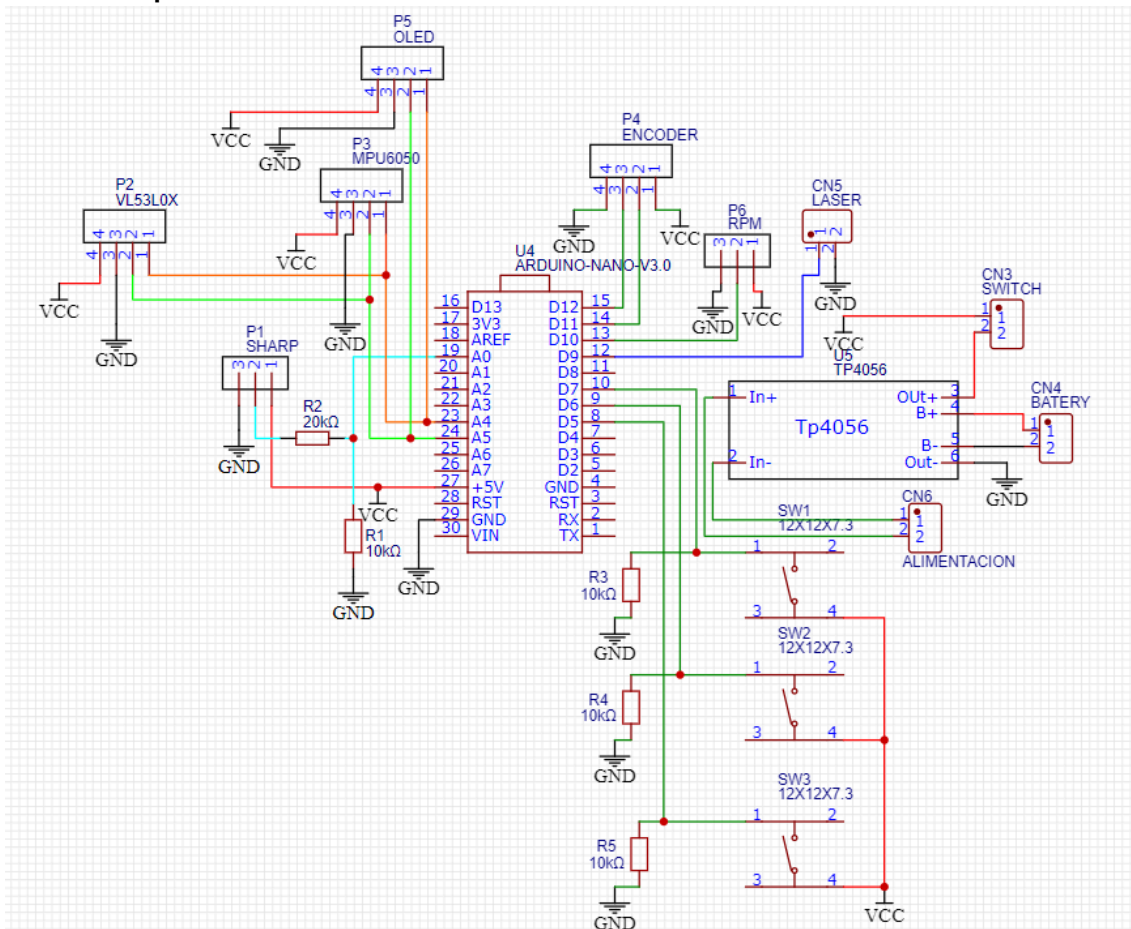 P5
OLED
4 3 2 1
4 3 2 1
VCC
GND
P3
MPU6050
4 3 2 1
4 3 2 1
VCC
GND
P2
VL53L0X
4 3 2 1
4 3 2 1
VCC
GND
P1
SHARP
3 2 1
3 2 1
GND
R2
20kΩ
VCC
R1
10kΩ
GND
GND
P4
ENCODER
4 3 2 1
4 3 2 1
GND
VCC
P6
RPM
3 2 1
3 2 1
GND
VCC
CN5
LASER
1 2
1 2
GND
U4
ARDUINO-NANO-V3.0
16 D13 D12 15
17 3V3 D11 14
18 AREF D10 13
19 A0 D9 12
20 A1 D8 11
21 A2 D7 10
22 A3 D6 9
23 A4 D5 8
24 A5 D4 7
25 A6 D3 6
26 A7 D2 5
27 +5V GND 4
28 RST RST 3
29 GND RX 2
30 VIN TX 1
CN3
SWITCH
1 1
2 2
VCC
U5
TP4056
1 In+ OUt+ 3
B+ 4
Tp4056
B- 5
2 In- Out- 6
CN4
BATERY
1 1
2 2
GND
CN6
1 1
2 2
ALIMENTACION
SW1
12X12X7.3
1 2
3 4
R3
10kΩ
GND
SW2
12X12X7.3
1 2
3 4
R4
10kΩ
GND
SW3
12X12X7.3
1 2
3 4
R5
10kΩ
GND
VCC